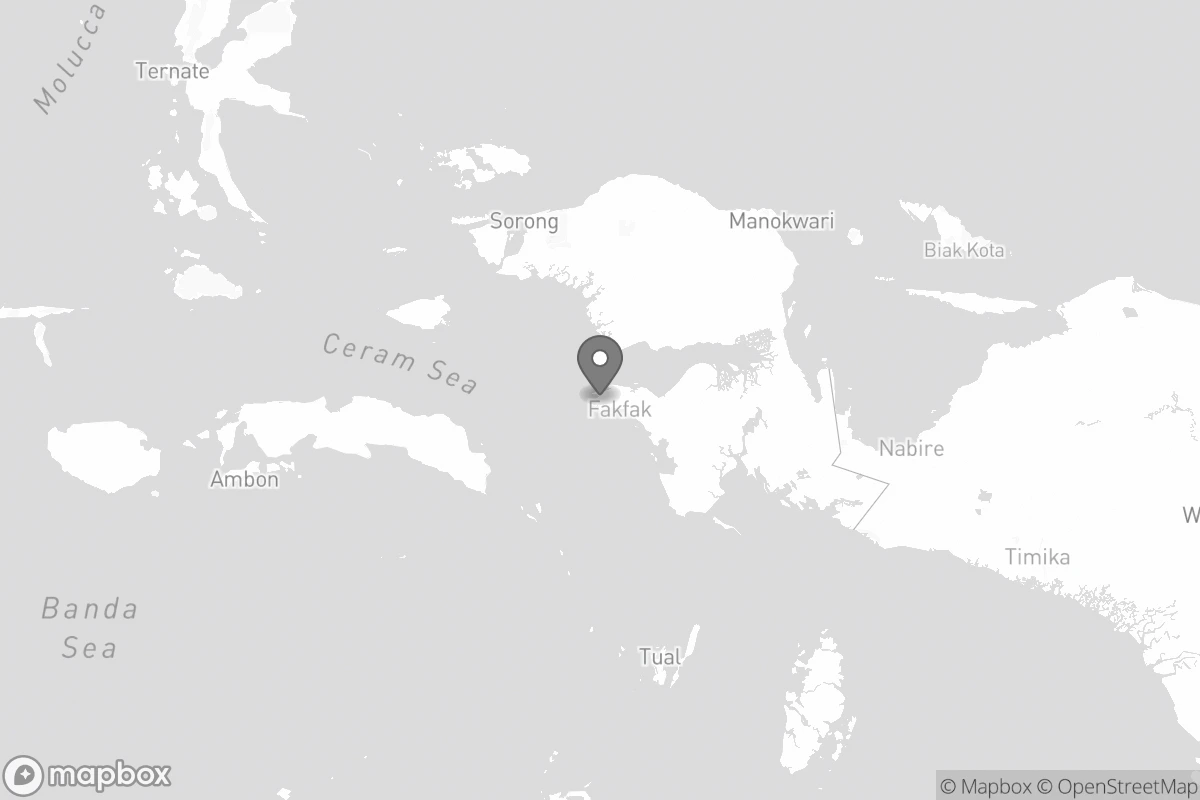 Molucca
Ternate
Sorong
Manokwari
Biak Kota
Ceram Sea
Fakfak
Nabire
Ambon
W
Timika
Banda
Sea
Tual
mapbox
© Mapbox © OpenStreetMap